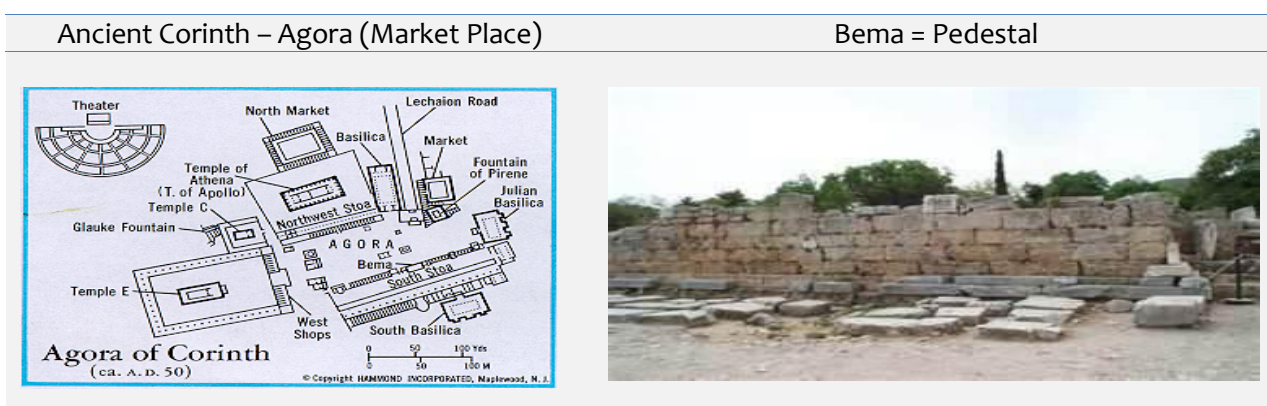 Ancient Corinth – Agora (Market Place)
Bema = Pedestal
Theater
North Market
Lechaion Road
Basilica
Market
Temple of
Athena
(T. of Apollo)
Fountain
of Pirene
Temple C
Julian
Basilica
Northwest Stoa
Glauke Fountain
AGORA
Bema
South Stoa
Temple E
West
Shops
South Basilica
Agora of Corinth
(ca. A.D. 50)
0 50 100 Yds
0 50 100 M
© Copyright HAMMOND INCORPORATED, Maplewood, N. J.